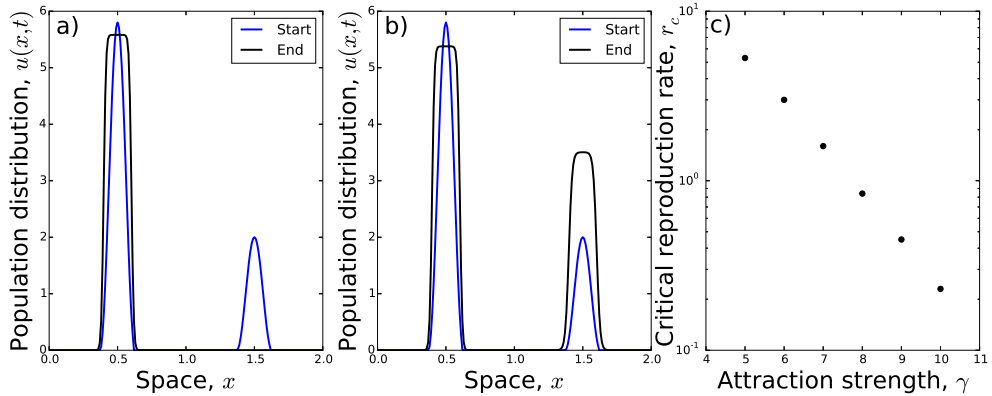 a)
Start
End
Population distribution, u(x,t)
6
5
4
3
2
1
0
0.0 0.5 1.0 1.5 2.0
Space, x
b)
Start
End
Population distribution, u(x,t)
6
5
4
3
2
1
0
0.0 0.5 1.0 1.5 2.0
Space, x
c)
Critical reproduction rate, r_c
10^1
10^0
10^-1
4 5 6 7 8 9 10 11
Attraction strength, γ